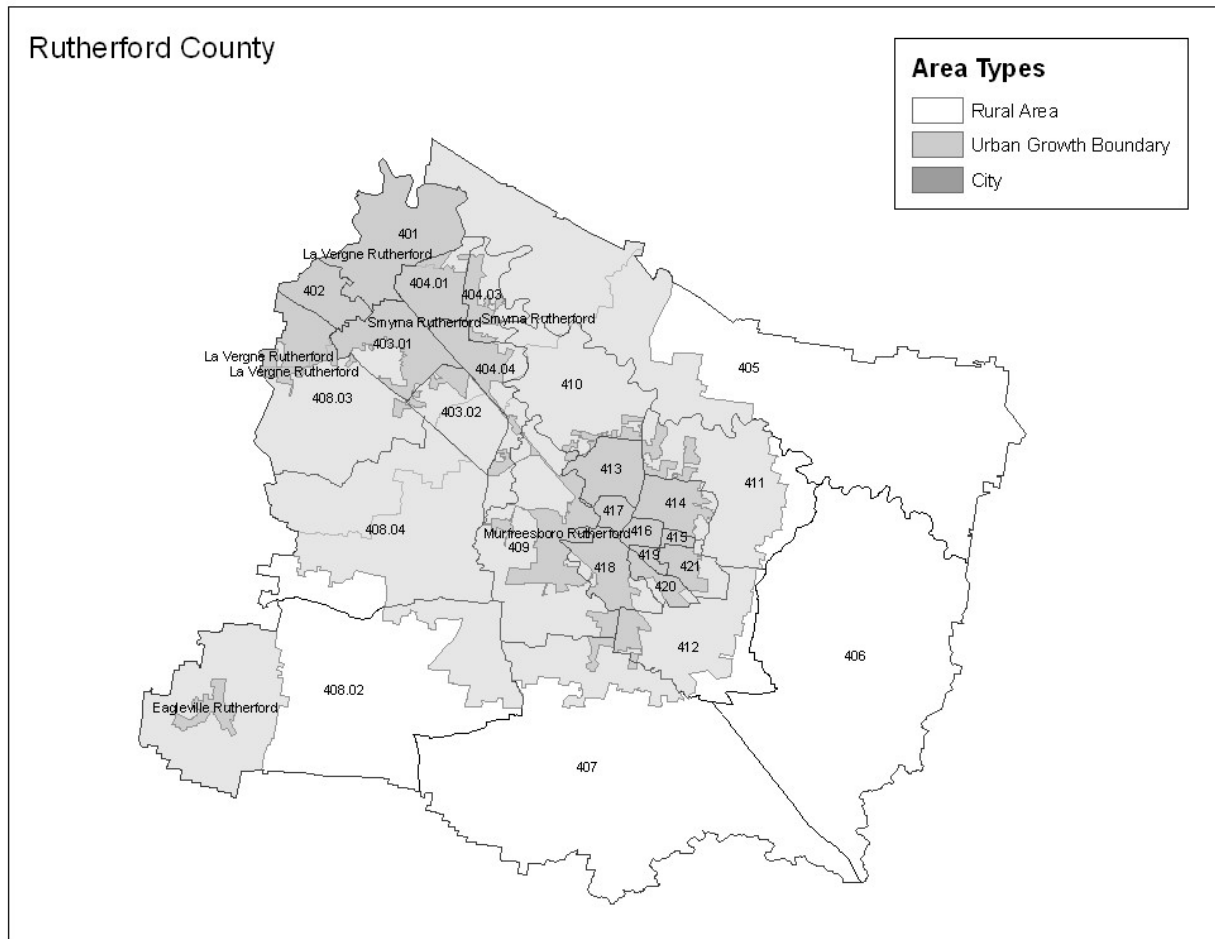 Rutherford County
Area Types
Rural Area
Urban Growth Boundary
City
401
La Vergne Rutherford
402
404.01
404.03
Smyrna Rutherford
Smyrna Rutherford
403.01
La Vergne Rutherford
La Vergne Rutherford
404.04
405
410
408.03
403.02
413
411
414
417
416
415
408.04
Murfreesboro Rutherford
409
419
418
421
420
412
406
408.02
Eagleville Rutherford
407